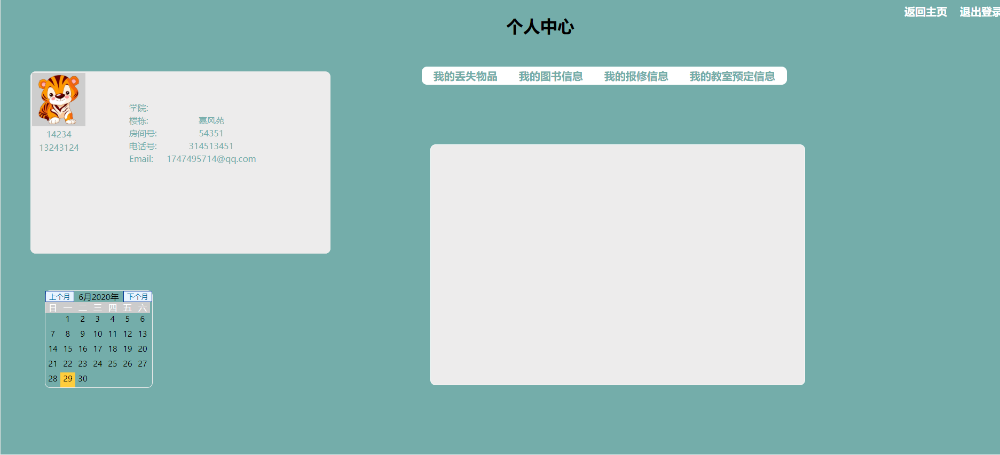 返回主页 退出登录
个人中心
我的丢失物品 我的图书信息 我的报修信息 我的教室预定信息
14234
13243124
学院:
楼栋: 嘉风苑
房间号: 54351
电话号: 314513451
Email: 1747495714@qq.com
上个月 6月2020年 下个月
日 一 二 三 四 五 六
1 2 3 4 5 6
7 8 9 10 11 12 13
14 15 16 17 18 19 20
21 22 23 24 25 26 27
28 29 30